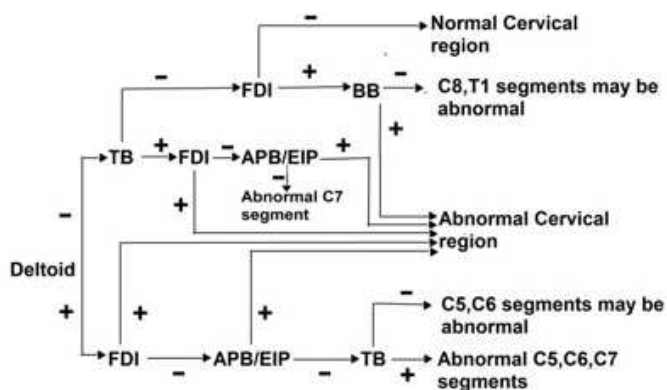 Normal Cervical
region
−
− FDI + BB − C8,T1 segments may be
abnormal
+
TB + FDI − APB/EIP +
−
Abnormal C7
segment
+
Abnormal Cervical
region
−
Deltoid
+ + +
− C5,C6 segments may be
abnormal
FDI − APB/EIP − TB + Abnormal C5,C6,C7
segments